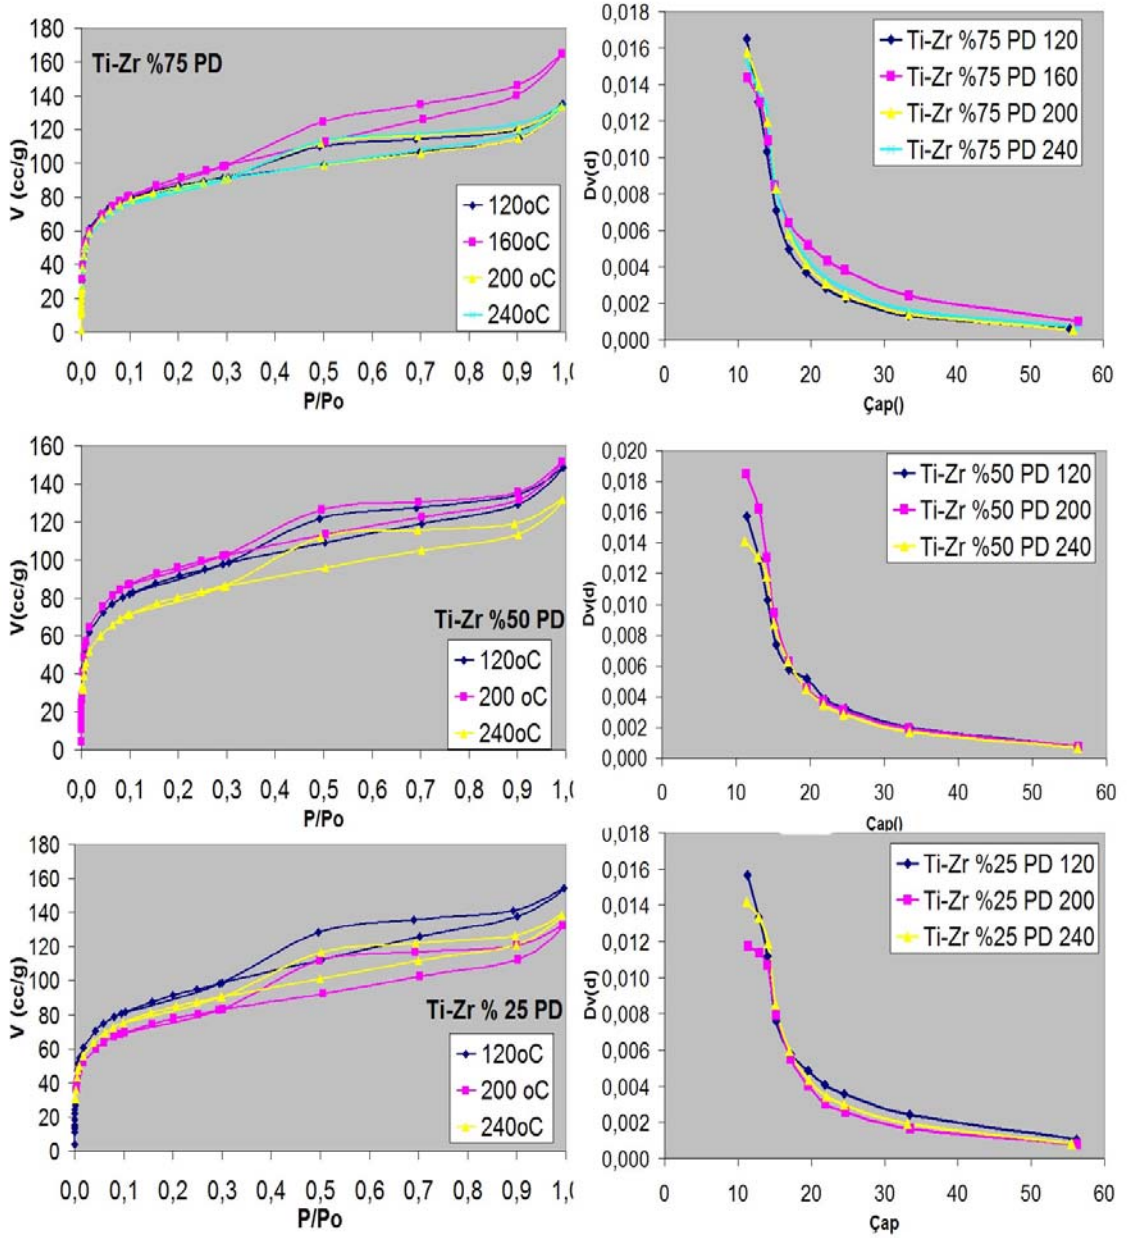 Ti-Zr %75 PD
V (cc/g)
180
160
140
120
100
80
60
40
20
0
0,0 0,1 0,2 0,3 0,4 0,5 0,6 0,7 0,8 0,9 1,0
P/Po
120oC
160oC
200 oC
240oC
Dv(d)
0,018
0,016
0,014
0,012
0,010
0,008
0,006
0,004
0,002
0,000
0 10 20 30 40 50 60
Çap()
Ti-Zr %75 PD 120
Ti-Zr %75 PD 160
Ti-Zr %75 PD 200
Ti-Zr %75 PD 240
V(cc/g)
160
140
120
100
80
60
40
20
0
0,0 0,1 0,2 0,3 0,4 0,5 0,6 0,7 0,8 0,9 1,0
P/Po
Ti-Zr %50 PD
120oC
200 oC
240oC
Dv(d)
0,020
0,018
0,016
0,014
0,012
0,010
0,008
0,006
0,004
0,002
0,000
0 10 20 30 40 50 60
Çap()
Ti-Zr %50 PD 120
Ti-Zr %50 PD 200
Ti-Zr %50 PD 240
V (cc/g)
180
160
140
120
100
80
60
40
20
0
0,0 0,1 0,2 0,3 0,4 0,5 0,6 0,7 0,8 0,9 1,0
P/Po
Ti-Zr % 25 PD
120oC
200 oC
240oC
Dv(d)
0,018
0,016
0,014
0,012
0,010
0,008
0,006
0,004
0,002
0,000
0 10 20 30 40 50 60
Çap
Ti-Zr %25 PD 120
Ti-Zr %25 PD 200
Ti-Zr %25 PD 240